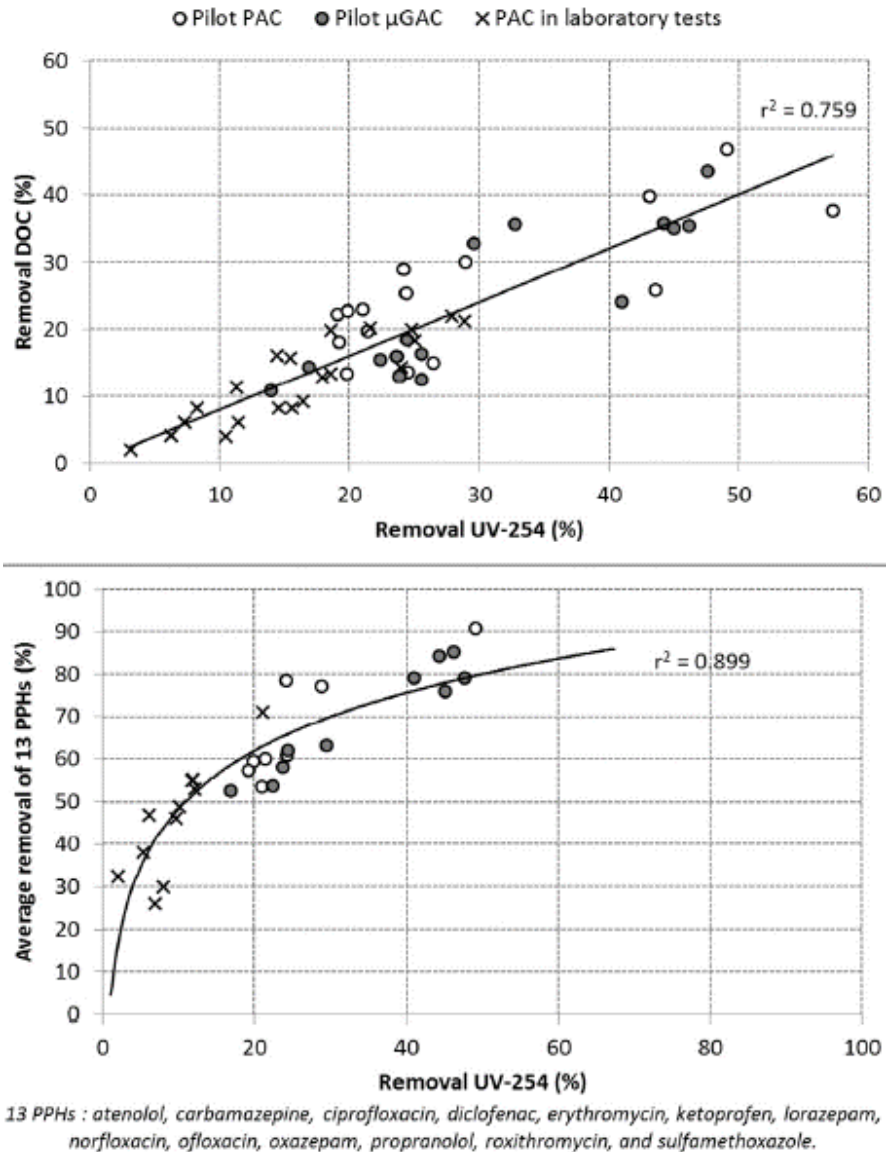 Pilot PAC Pilot µGAC PAC in laboratory tests
60
50
40
30
20
10
0
Removal DOC (%)
r² = 0.759
0 10 20 30 40 50 60
Removal UV-254 (%)
100
90
80
70
60
50
40
30
20
10
0
Average removal of 13 PPHs (%)
r² = 0.899
0 20 40 60 80 100
Removal UV-254 (%)
13 PPHs : atenolol, carbamazepine, ciprofloxacin, diclofenac, erythromycin, ketoprofen, lorazepam,
norfloxacin, ofloxacin, oxazepam, propranolol, roxithromycin, and sulfamethoxazole.